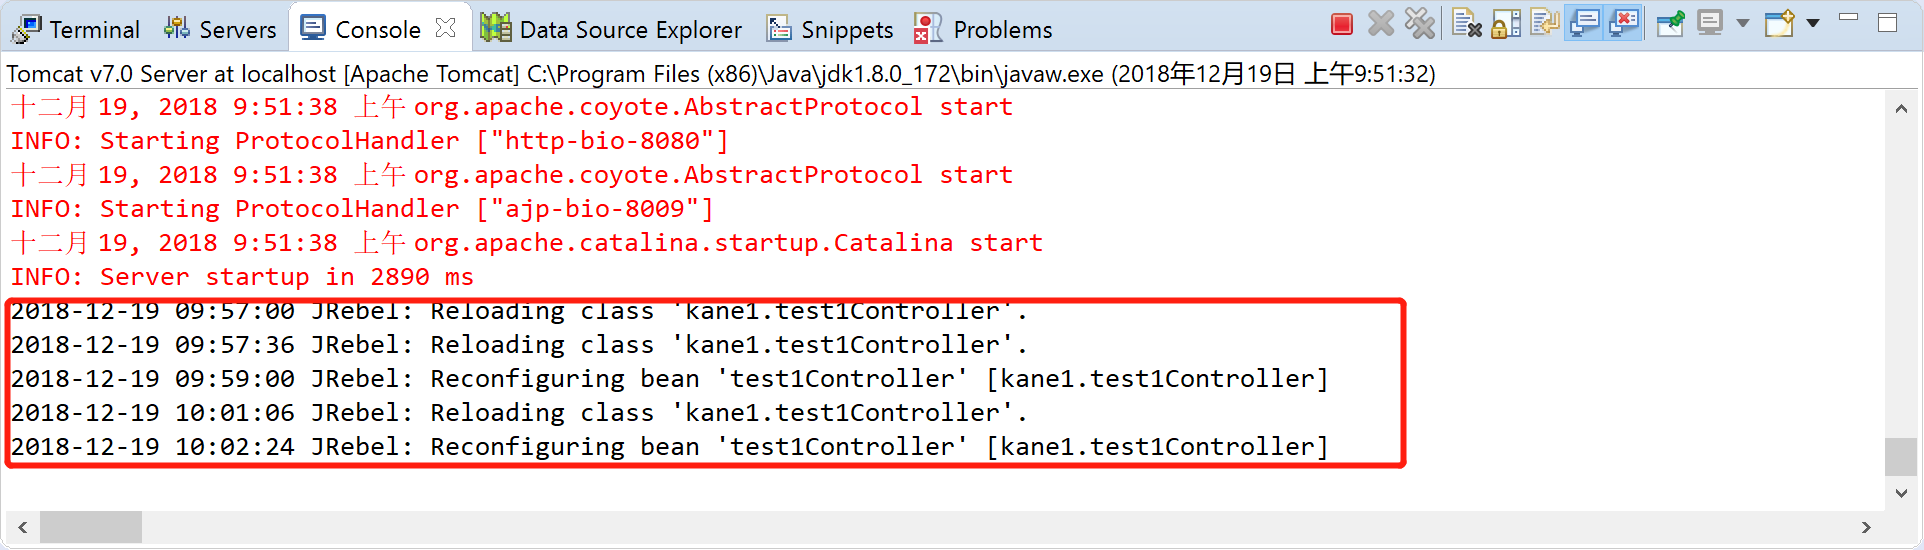 Terminal Servers Console Data Source Explorer Snippets Problems
Tomcat v7.0 Server at localhost [Apache Tomcat] C:\Program Files (x86)\Java\jdk1.8.0_172\bin\javaw.exe (2018年12月19日 上午9:51:32)
十二月 19, 2018 9:51:38 上午 org.apache.coyote.AbstractProtocol start
INFO: Starting ProtocolHandler ["http-bio-8080"]
十二月 19, 2018 9:51:38 上午 org.apache.coyote.AbstractProtocol start
INFO: Starting ProtocolHandler ["ajp-bio-8009"]
十二月 19, 2018 9:51:38 上午 org.apache.catalina.startup.Catalina start
INFO: Server startup in 2890 ms
2018-12-19 09:57:00 JRebel: Reloading class 'kane1.test1Controller'.
2018-12-19 09:57:36 JRebel: Reloading class 'kane1.test1Controller'.
2018-12-19 09:59:00 JRebel: Reconfiguring bean 'test1Controller' [kane1.test1Controller]
2018-12-19 10:01:06 JRebel: Reloading class 'kane1.test1Controller'.
2018-12-19 10:02:24 JRebel: Reconfiguring bean 'test1Controller' [kane1.test1Controller]